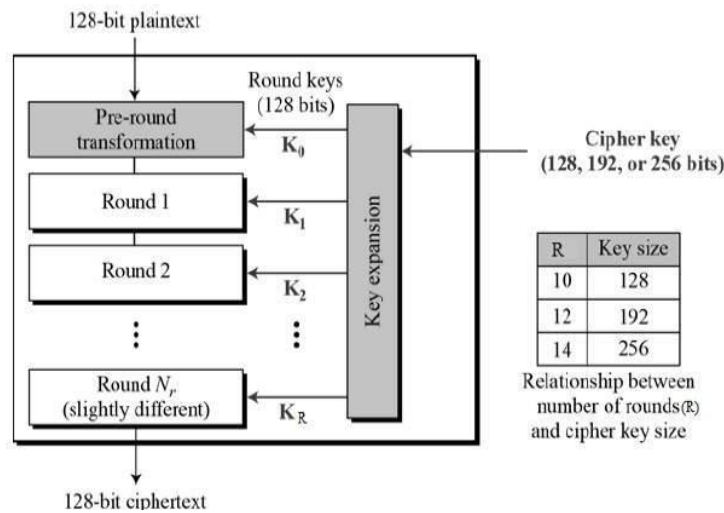 128-bit plaintext
Round keys
(128 bits)
Pre-round
transformation
K₀
Cipher key
(128, 192, or 256 bits)
Round 1
K₁
Round 2
K₂
Key expansion
⋮
⋮
Round Nᵣ
(slightly different)
K_R
128-bit ciphertext
R Key size
10 128
12 192
14 256
Relationship between
number of rounds(R)
and cipher key size